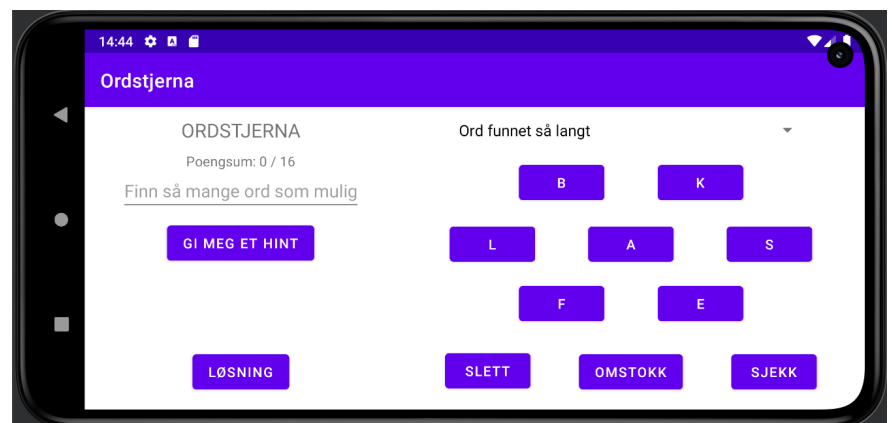 14:44
Ordstjerna
ORDSTJERNA
Poengsum: 0 / 16
Finn så mange ord som mulig
GI MEG ET HINT
LØSNING
Ord funnet så langt
B K
L A S
F E
SLETT OMSTOKK SJEKK